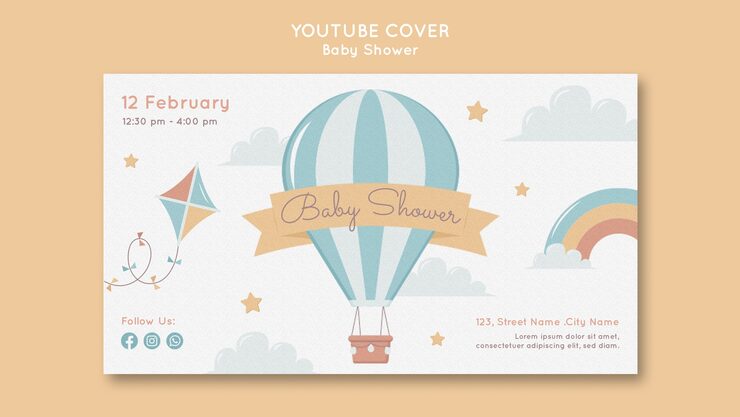 YOUTUBE COVER
Baby Shower
12 February
12:30 pm - 4:00 pm
Baby Shower
Follow Us:
123, Street Name .City Name
Lorem ipsum dolor sit amet,
consectetuer adipiscing elit, sed diam.